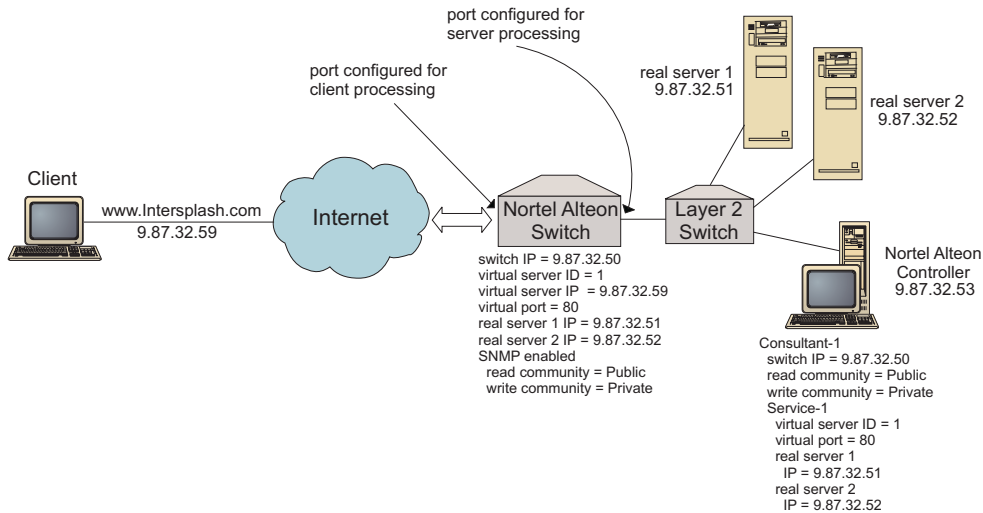 port configured for
server processing
port configured for
client processing
real server 1
9.87.32.51
real server 2
9.87.32.52
Client
www.Intersplash.com
9.87.32.59
Internet
Nortel Alteon
Switch
Layer 2
Switch
Nortel Alteon
Controller
9.87.32.53
switch IP = 9.87.32.50
virtual server ID = 1
virtual server IP = 9.87.32.59
virtual port = 80
real server 1 IP = 9.87.32.51
real server 2 IP = 9.87.32.52
SNMP enabled
read community = Public
write community = Private
Consultant-1
switch IP = 9.87.32.50
read community = Public
write community = Private
Service-1
virtual server ID = 1
virtual port = 80
real server 1
IP = 9.87.32.51
real server 2
IP = 9.87.32.52